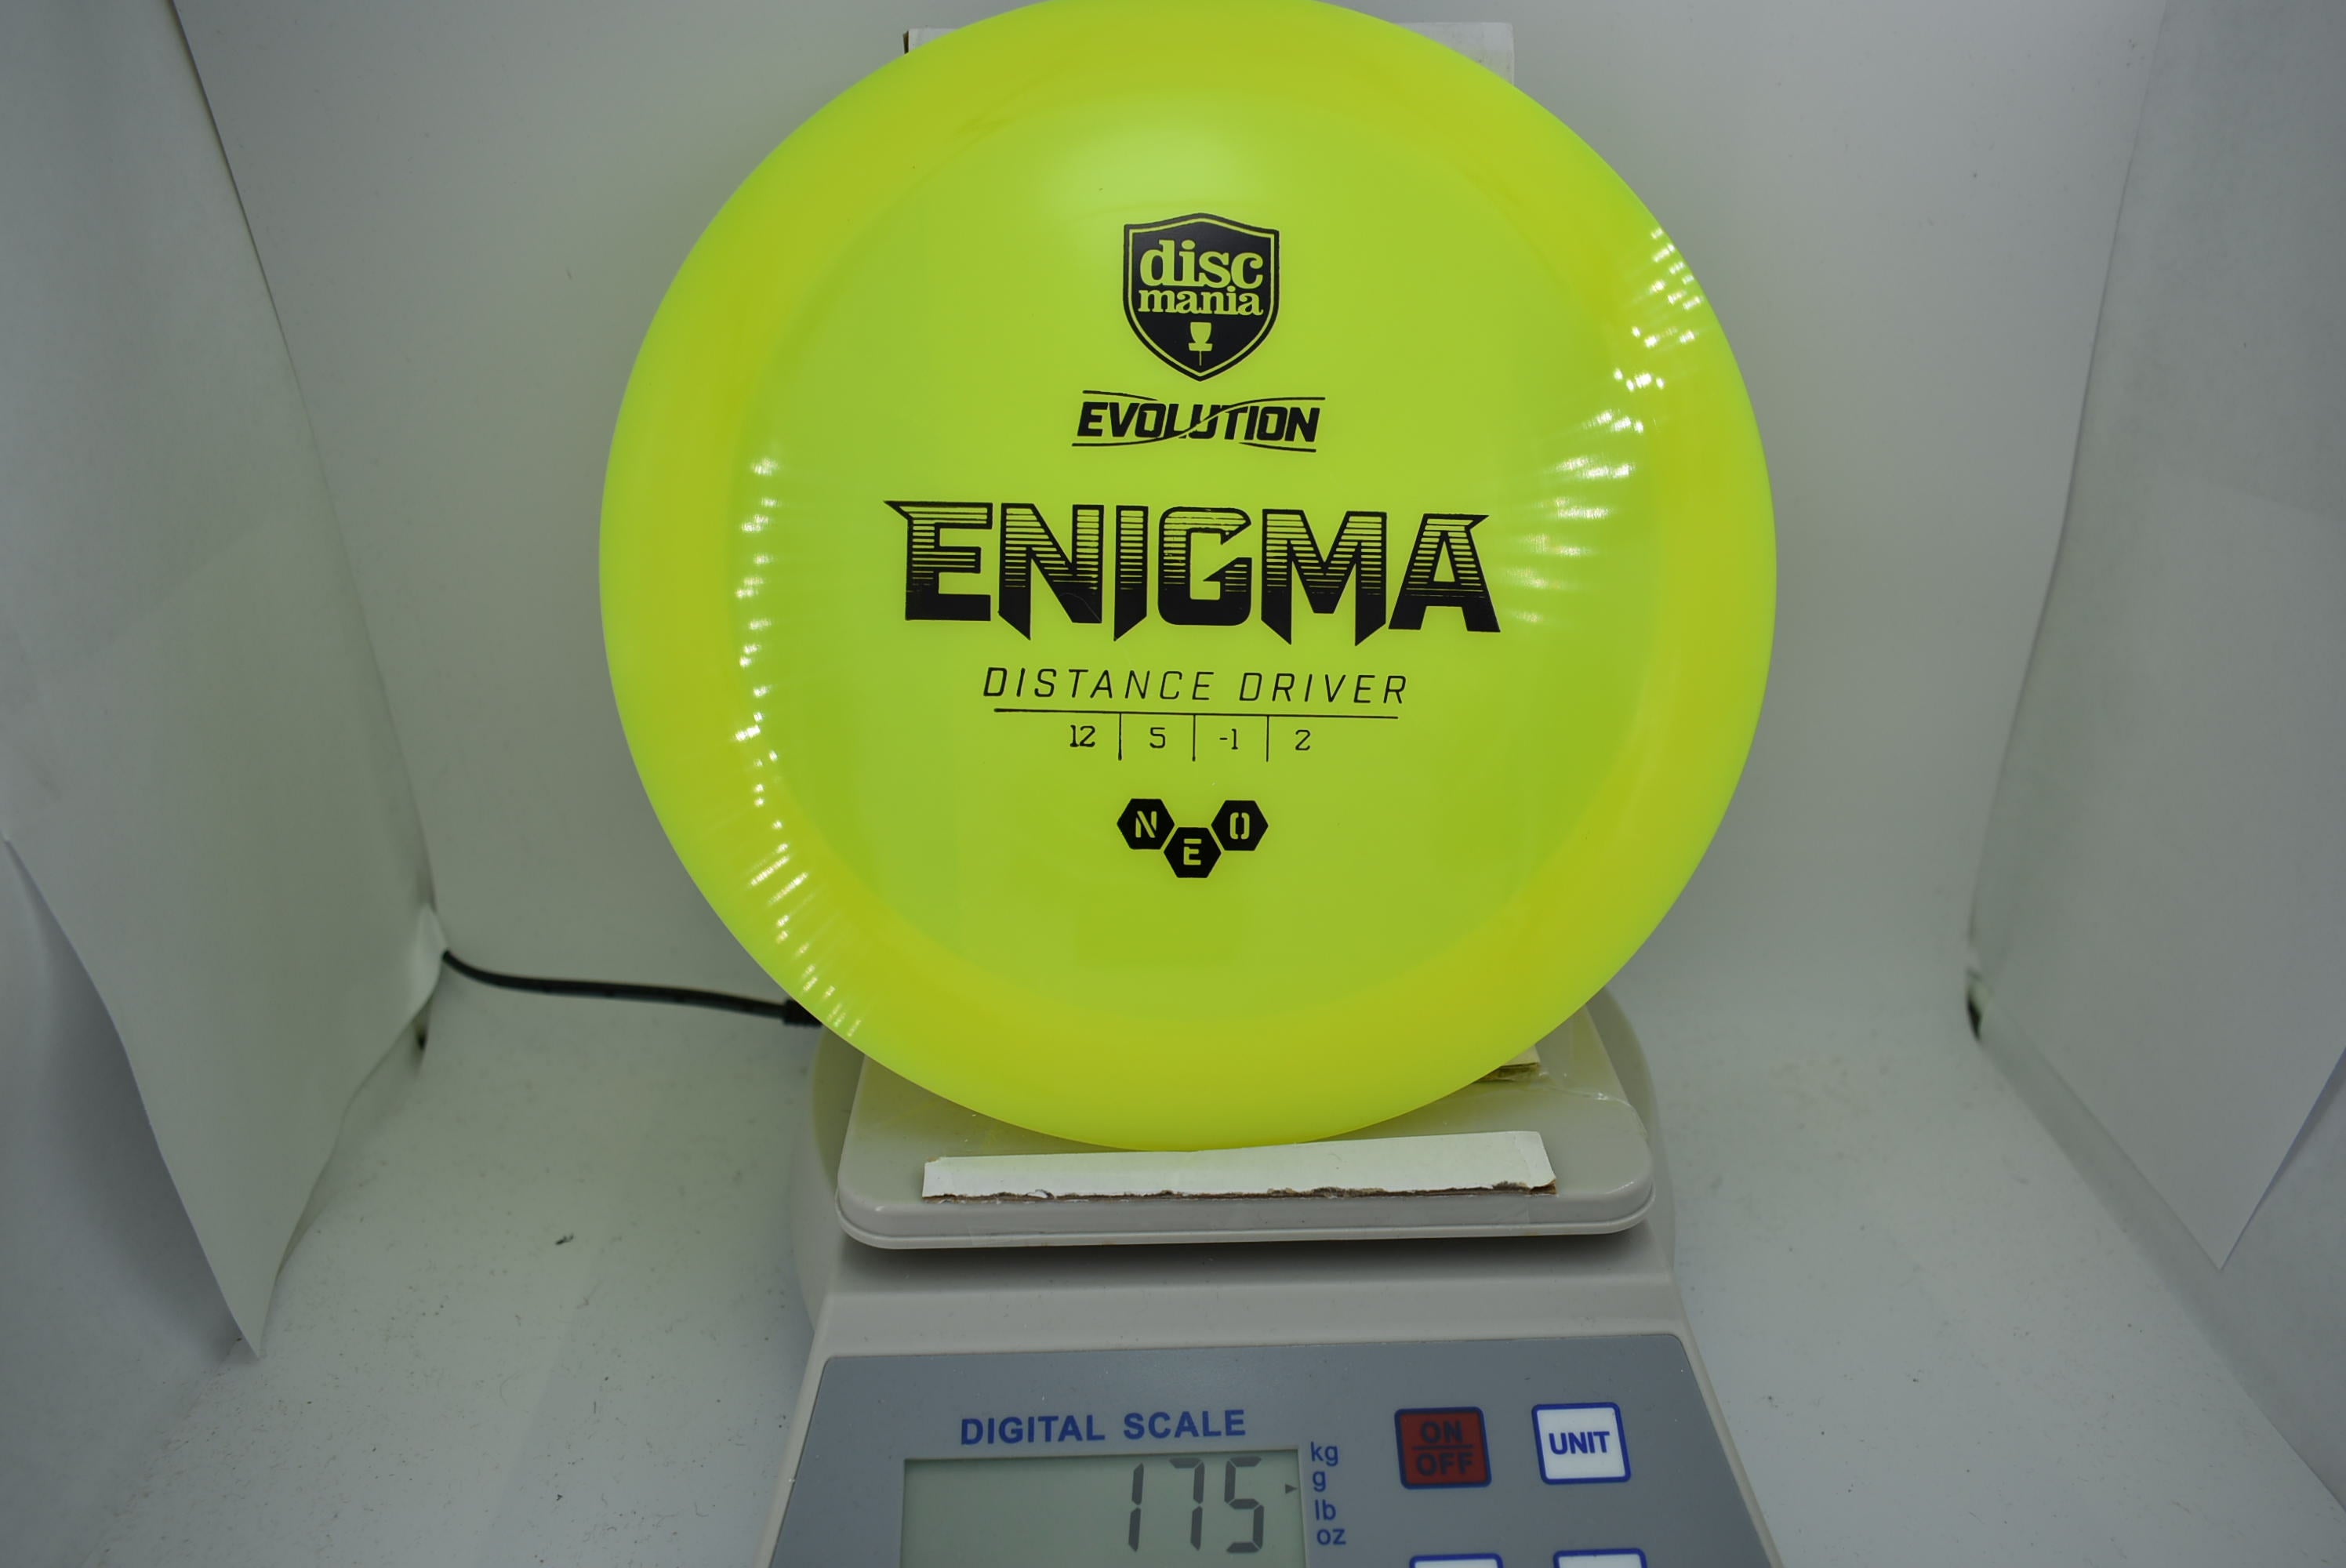 disc
mania
EVOLUTION
ENIGMA
DISTANCE DRIVER
12 5 -1 2
NEO
DIGITAL SCALE
175
kg
g
lb
oz
ON
OFF
UNIT